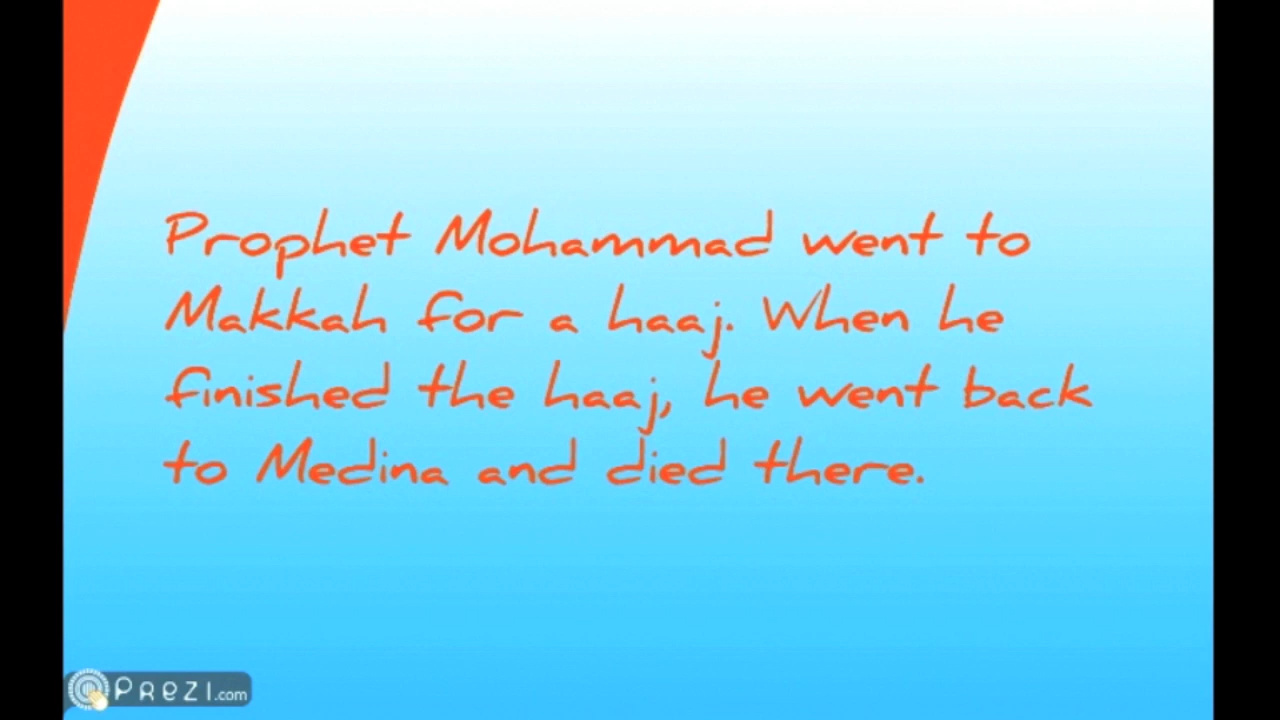 Prophet Mohammad went to
Makkah for a haaj. When he
finished the haaj, he went back
to Medina and died there.
Prezi.com